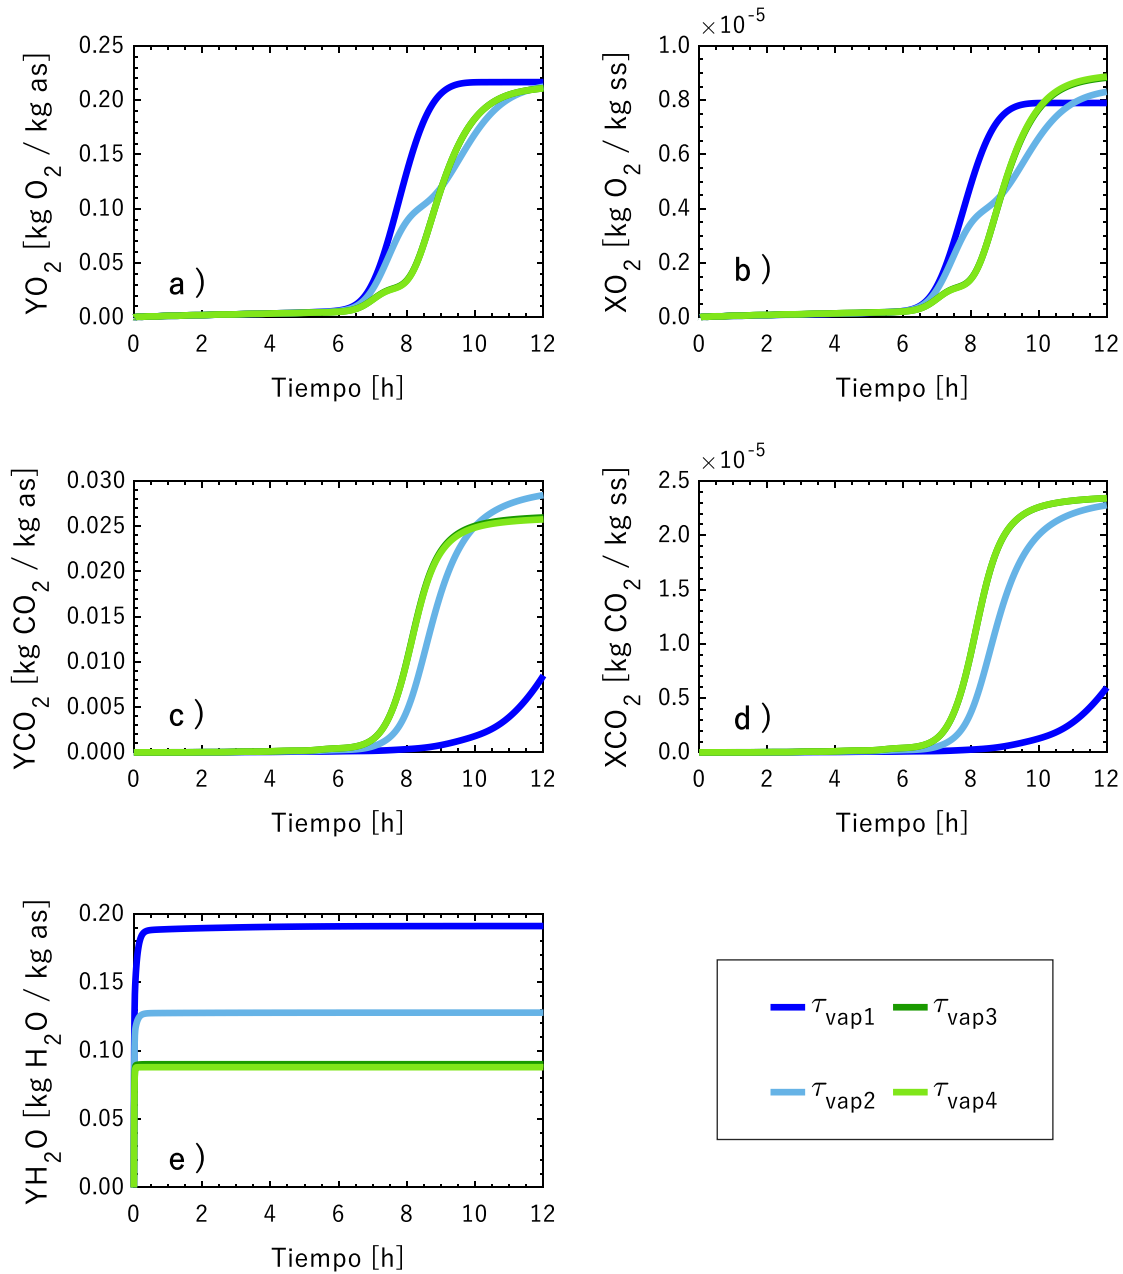 YO2 [kg O2 / kg as]
0.25
0.20
0.15
0.10
0.05
0.00
a )
0 2 4 6 8 10 12
Tiempo [h]
×10-5
XO2 [kg O2 / kg ss]
1.0
0.8
0.6
0.4
0.2
0.0
b )
0 2 4 6 8 10 12
Tiempo [h]
YCO2 [kg CO2 / kg as]
0.030
0.025
0.020
0.015
0.010
0.005
0.000
c )
0 2 4 6 8 10 12
Tiempo [h]
×10-5
XCO2 [kg CO2 / kg ss]
2.5
2.0
1.5
1.0
0.5
0.0
d )
0 2 4 6 8 10 12
Tiempo [h]
YH2O [kg H2O / kg as]
0.20
0.15
0.10
0.05
0.00
e )
0 2 4 6 8 10 12
Tiempo [h]
τvap1 τvap3
τvap2 τvap4